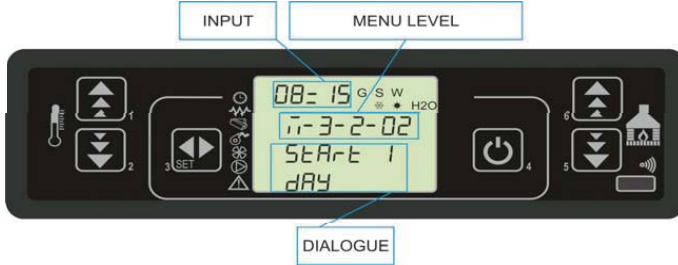 INPUT
MENU LEVEL
08-15 G S W
H2O
M-3-2-02
StArt 1
dAY
DIALOGUE
1
2
3 SET
4
5
6